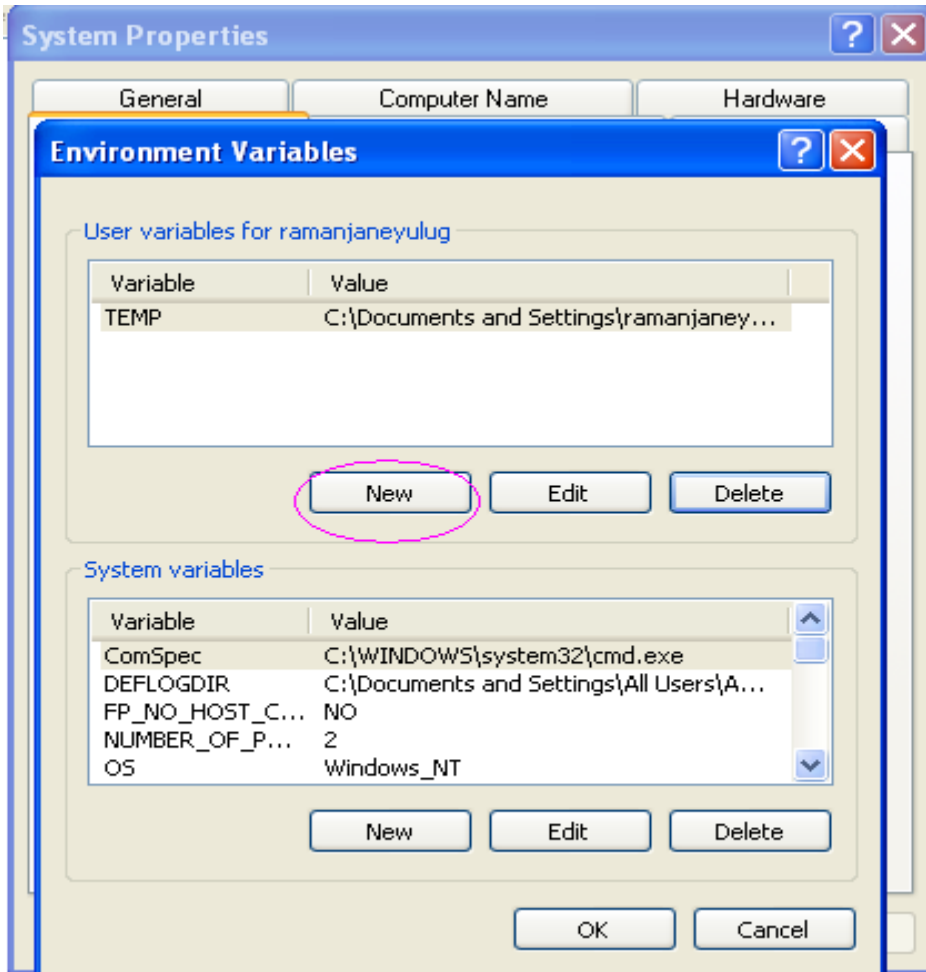 System Properties
General Computer Name Hardware
Environment Variables
User variables for ramanjaneyulug
Variable Value
TEMP C:\Documents and Settings\ramanjaney...
New Edit Delete
System variables
Variable Value
ComSpec C:\WINDOWS\system32\cmd.exe
DEFLOGDIR C:\Documents and Settings\All Users\A...
FP_NO_HOST_C... NO
NUMBER_OF_P... 2
OS Windows_NT
New Edit Delete
OK Cancel